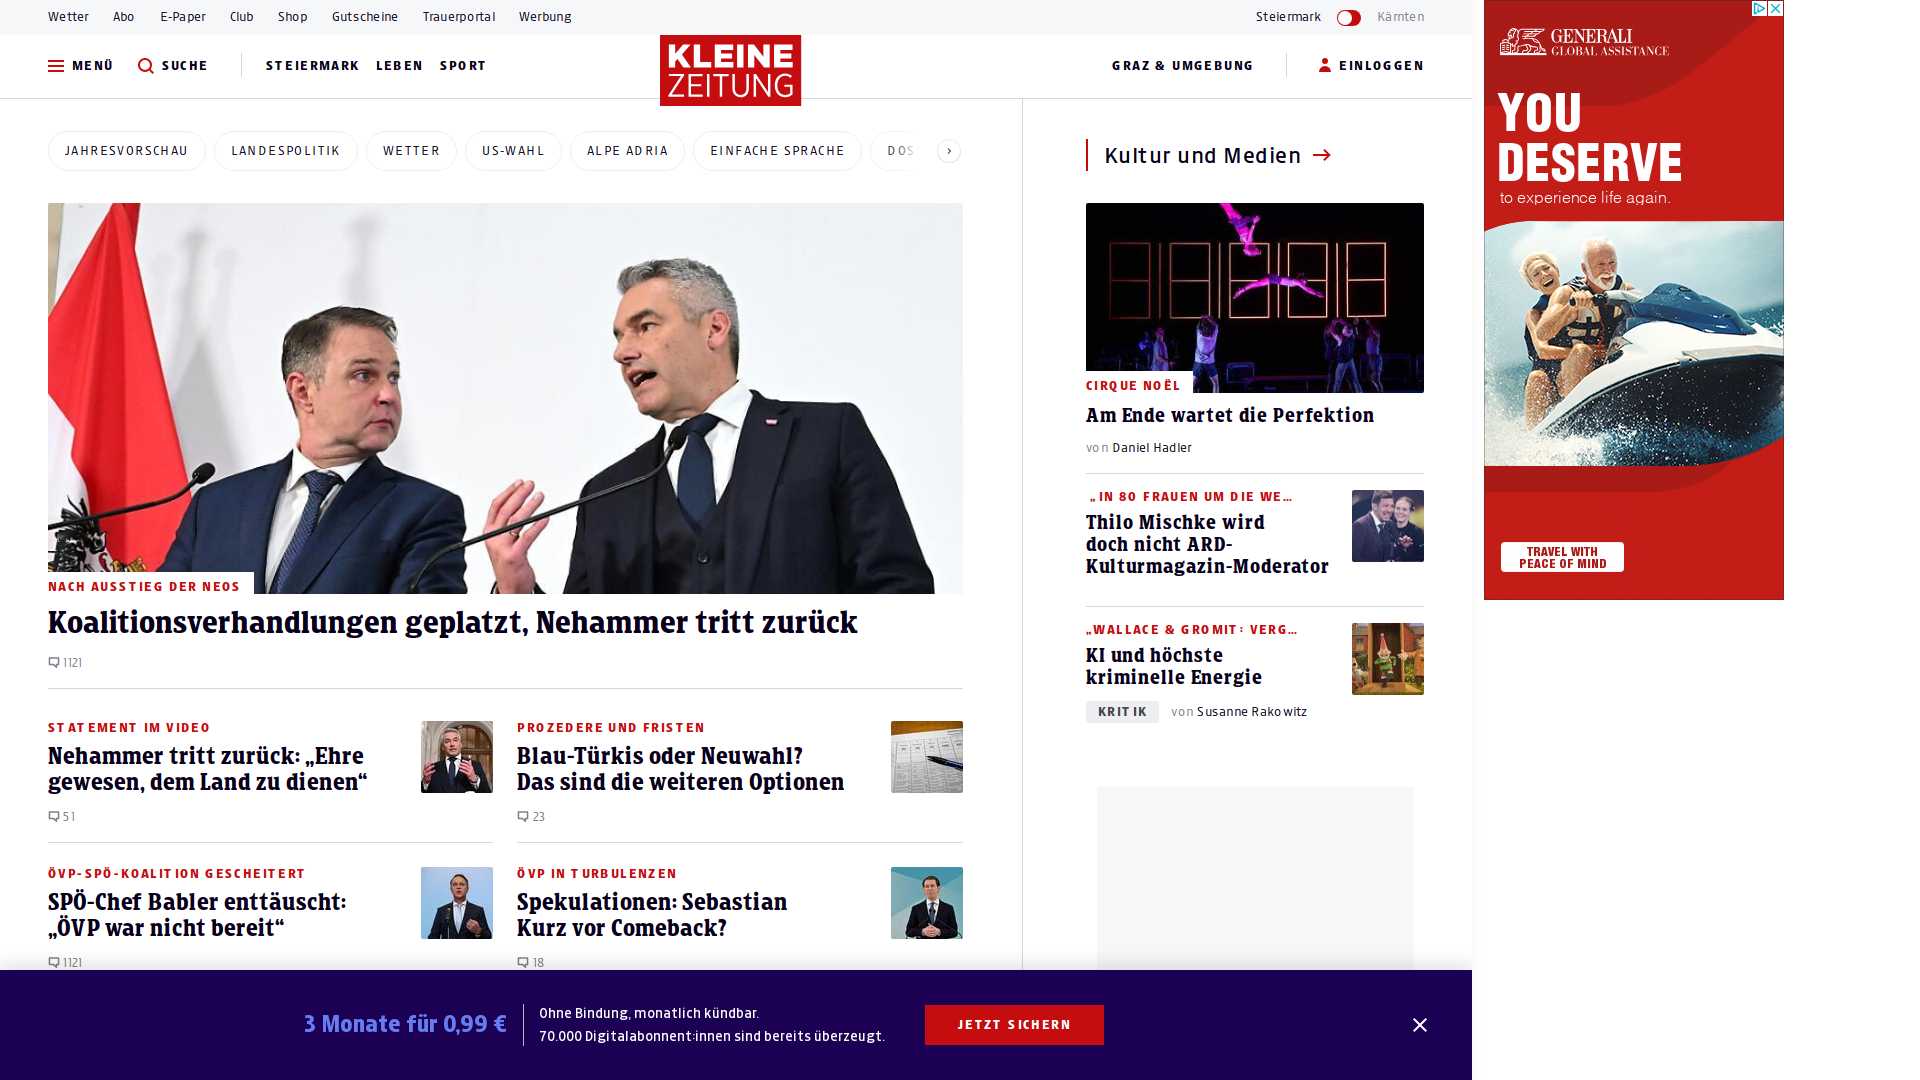 Wetter Abo E-Paper Club Shop Gutscheine Trauerportal Werbung Steiermark Kärnten
MENÜ SUCHE STEIERMARK LEBEN SPORT KLEINE ZEITUNG GRAZ & UMGEBUNG EINLOGGEN
JAHRESVORSCHAU LANDESPOLITIK WETTER US-WAHL ALPE ADRIA EINFACHE SPRACHE DOS
NACH AUSSTIEG DER NEOS
Koalitionsverhandlungen geplatzt, Nehammer tritt zurück
1121
STATEMENT IM VIDEO
Nehammer tritt zurück: „Ehre
gewesen, dem Land zu dienen“
51
PROZEDERE UND FRISTEN
Blau-Türkis oder Neuwahl?
Das sind die weiteren Optionen
23
ÖVP-SPÖ-KOALITION GESCHEITERT
SPÖ-Chef Babler enttäuscht:
„ÖVP war nicht bereit“
1121
ÖVP IN TURBULENZEN
Spekulationen: Sebastian
Kurz vor Comeback?
18
Kultur und Medien
CIRQUE NOËL
Am Ende wartet die Perfektion
von Daniel Hadler
„IN 80 FRAUEN UM DIE WE...
Thilo Mischke wird
doch nicht ARD-
Kulturmagazin-Moderator
„WALLACE & GROMIT: VERG...
KI und höchste
kriminelle Energie
KRITIK von Susanne Rakowitz
GENERALI
GLOBAL ASSISTANCE
YOU
DESERVE
to experience life again.
TRAVEL WITH
PEACE OF MIND
3 Monate für 0,99 €
Ohne Bindung, monatlich kündbar.
70.000 Digitalabonnent:innen sind bereits überzeugt.
JETZT SICHERN